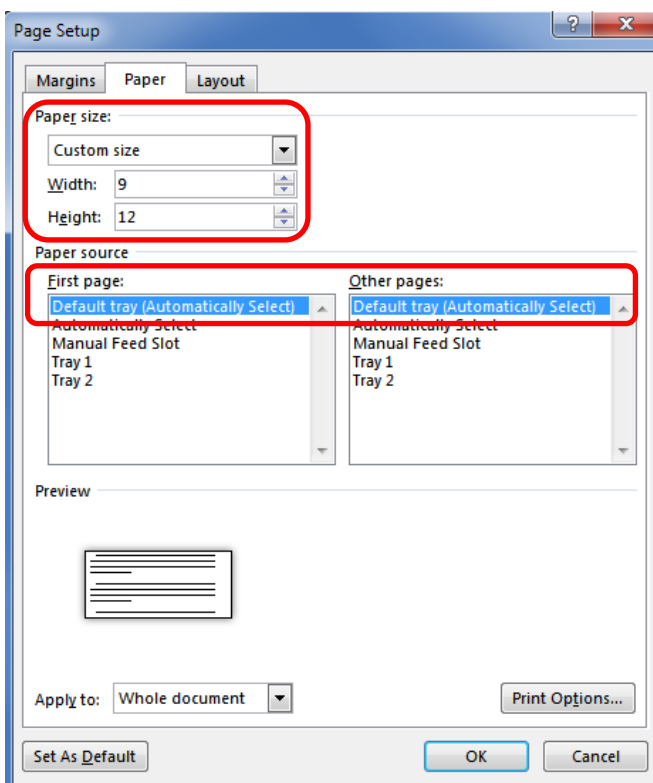 Page Setup
Margins Paper Layout
Paper size:
Custom size
Width: 9
Height: 12
Paper source
First page: Other pages:
Default tray (Automatically Select) Default tray (Automatically Select)
Automatically Select Automatically Select
Manual Feed Slot Manual Feed Slot
Tray 1 Tray 1
Tray 2 Tray 2
Preview
Apply to: Whole document Print Options...
Set As Default OK Cancel